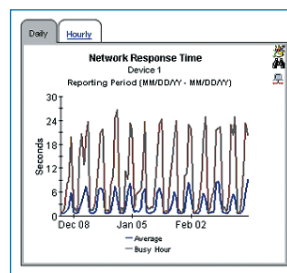 Daily Hourly
Network Response Time
Device 1
Reporting Period (MM/DD/YY - MM/DD/YY)
30
24
18
12
6
0
Seconds
Dec 08 Jan 05 Feb 02
Average
Busy Hour